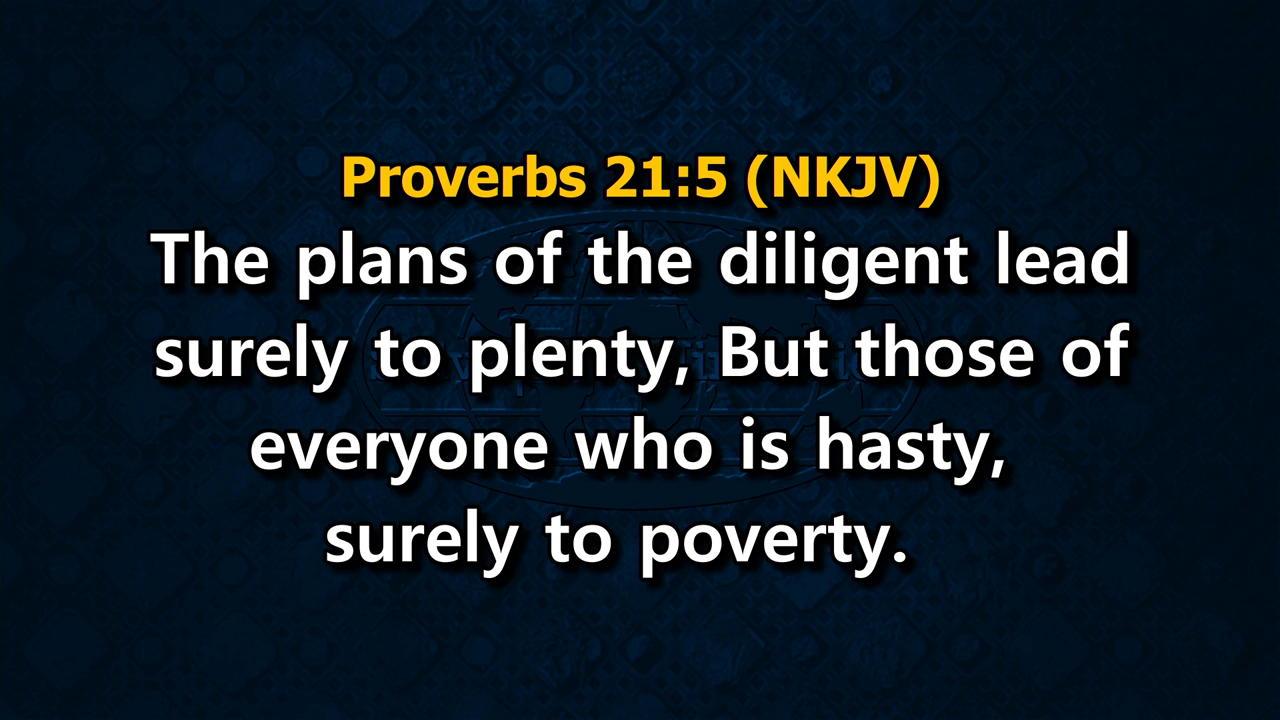 Proverbs 21:5 (NKJV)
The plans of the diligent lead
surely to plenty, But those of
everyone who is hasty,
surely to poverty.